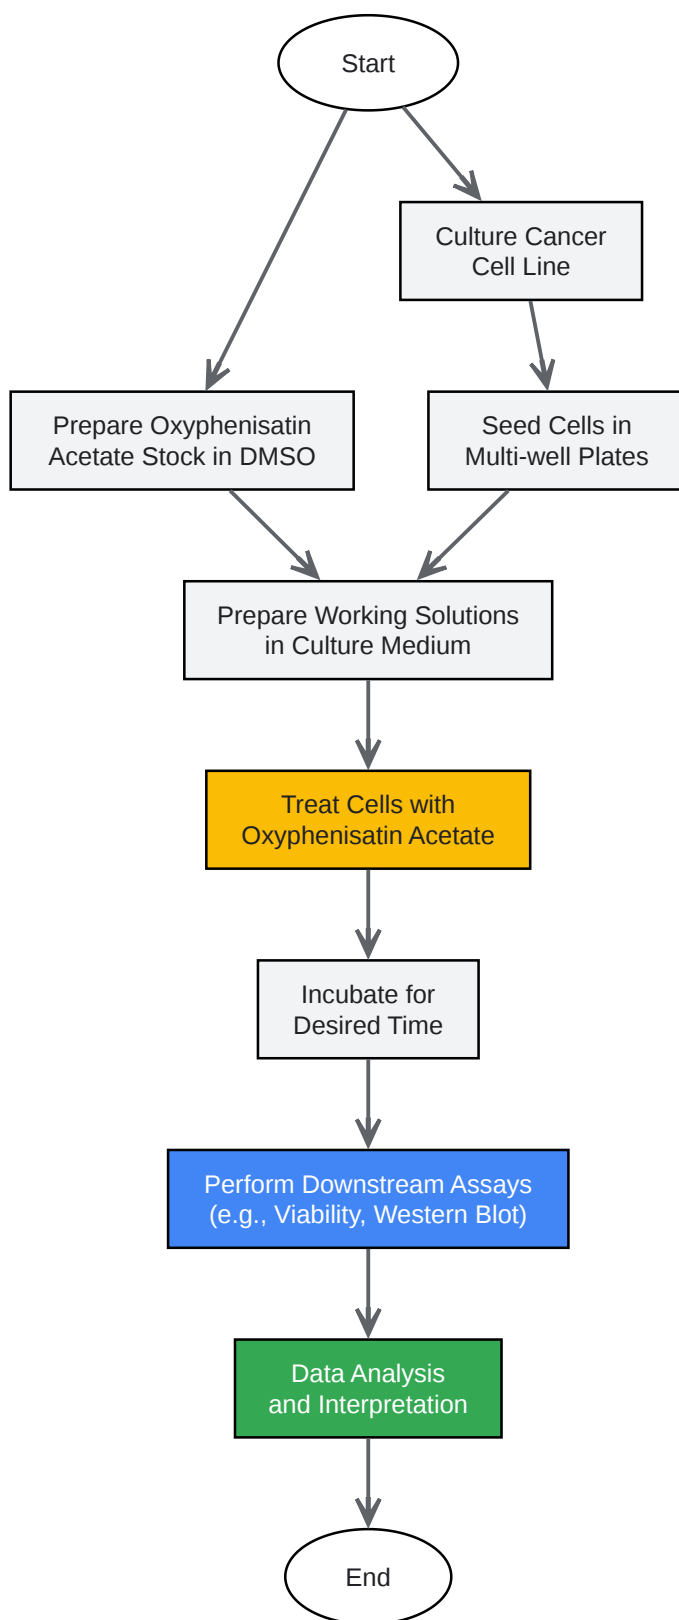 Start
Culture Cancer
Cell Line
Prepare Oxyphenisatin
Acetate Stock in DMSO
Seed Cells in
Multi-well Plates
Prepare Working Solutions
in Culture Medium
Treat Cells with
Oxyphenisatin Acetate
Incubate for
Desired Time
Perform Downstream Assays
(e.g., Viability, Western Blot)
Data Analysis
and Interpretation
End